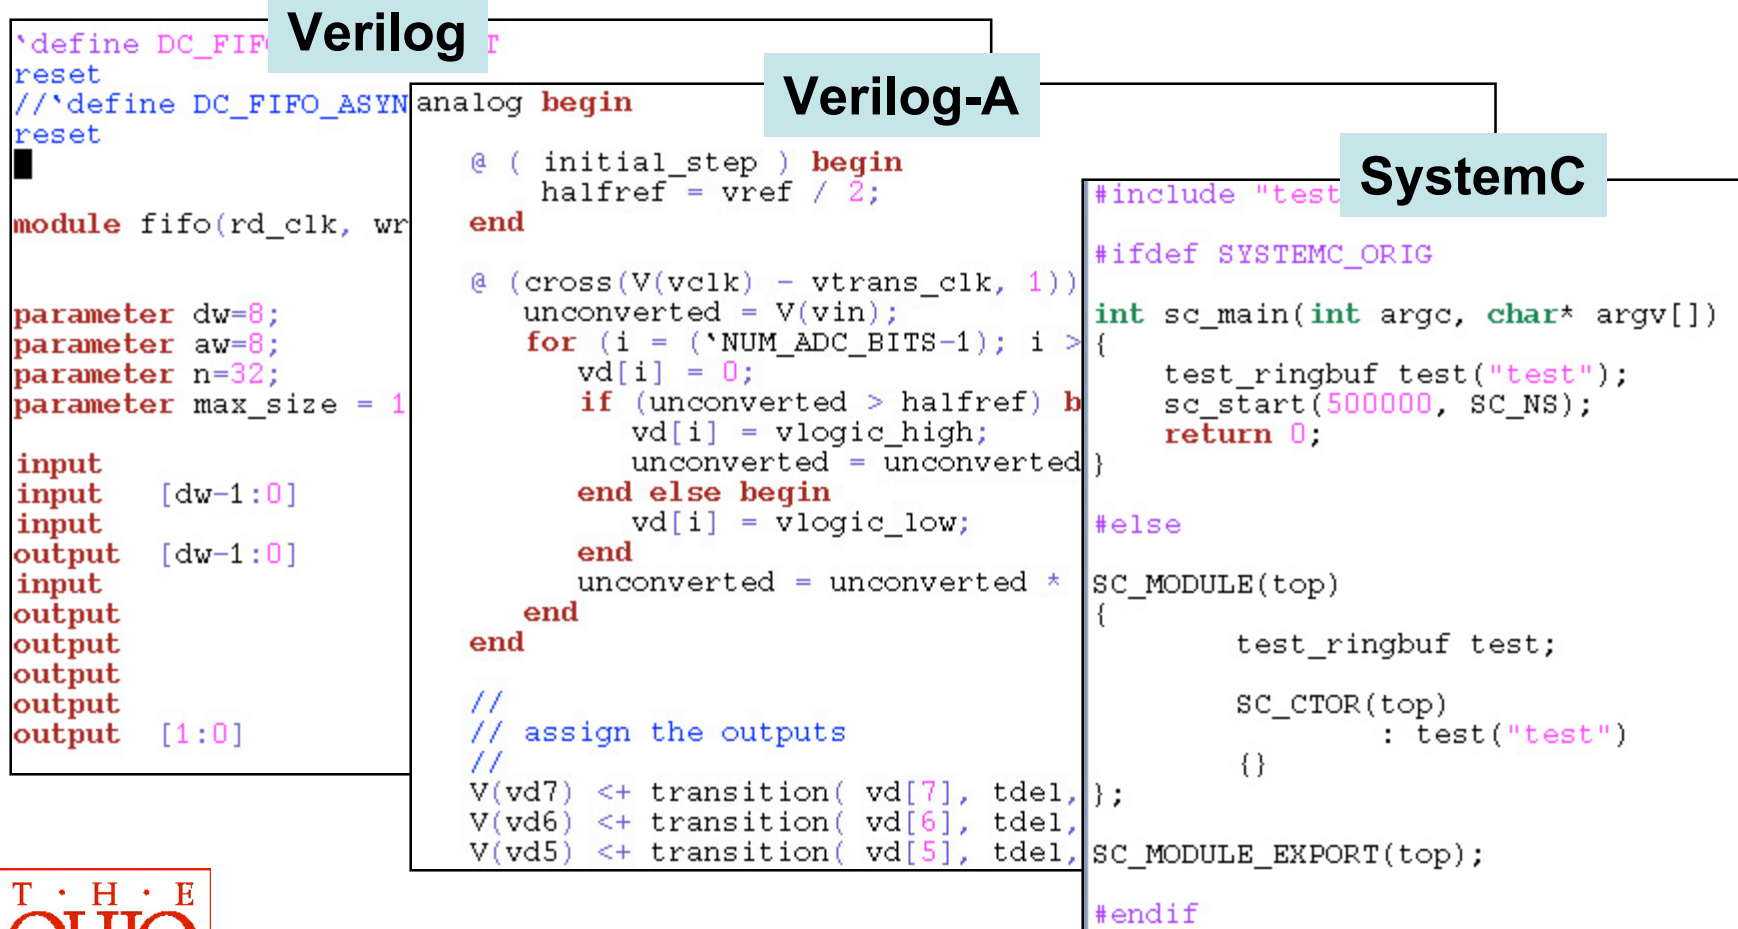 Verilog
`define DC_FIF T
reset
//`define DC_FIFO_ASYN
reset
module fifo(rd_clk, wr
parameter dw=8;
parameter aw=8;
parameter n=32;
parameter max_size = 1
input
input [dw-1:0]
input
output [dw-1:0]
input
output
output
output
output
output [1:0]
Verilog-A
analog begin
@ ( initial_step ) begin
halfref = vref / 2;
end
@ (cross(V(vclk) - vtrans_clk, 1))
unconverted = V(vin);
for (i = (`NUM_ADC_BITS-1); i >
vd[i] = 0;
if (unconverted > halfref) b
vd[i] = vlogic_high;
unconverted = unconverted
end else begin
vd[i] = vlogic_low;
end
unconverted = unconverted *
end
end
//
// assign the outputs
//
V(vd7) <+ transition( vd[7], tdel,
V(vd6) <+ transition( vd[6], tdel,
V(vd5) <+ transition( vd[5], tdel,
SystemC
#include "test
#ifdef SYSTEMC_ORIG
int sc_main(int argc, char* argv[])
{
test_ringbuf test("test");
sc_start(500000, SC_NS);
return 0;
}
#else
SC_MODULE(top)
{
test_ringbuf test;
SC_CTOR(top)
: test("test")
{}
};
SC_MODULE_EXPORT(top);
#endif
T · H · E
OHIO